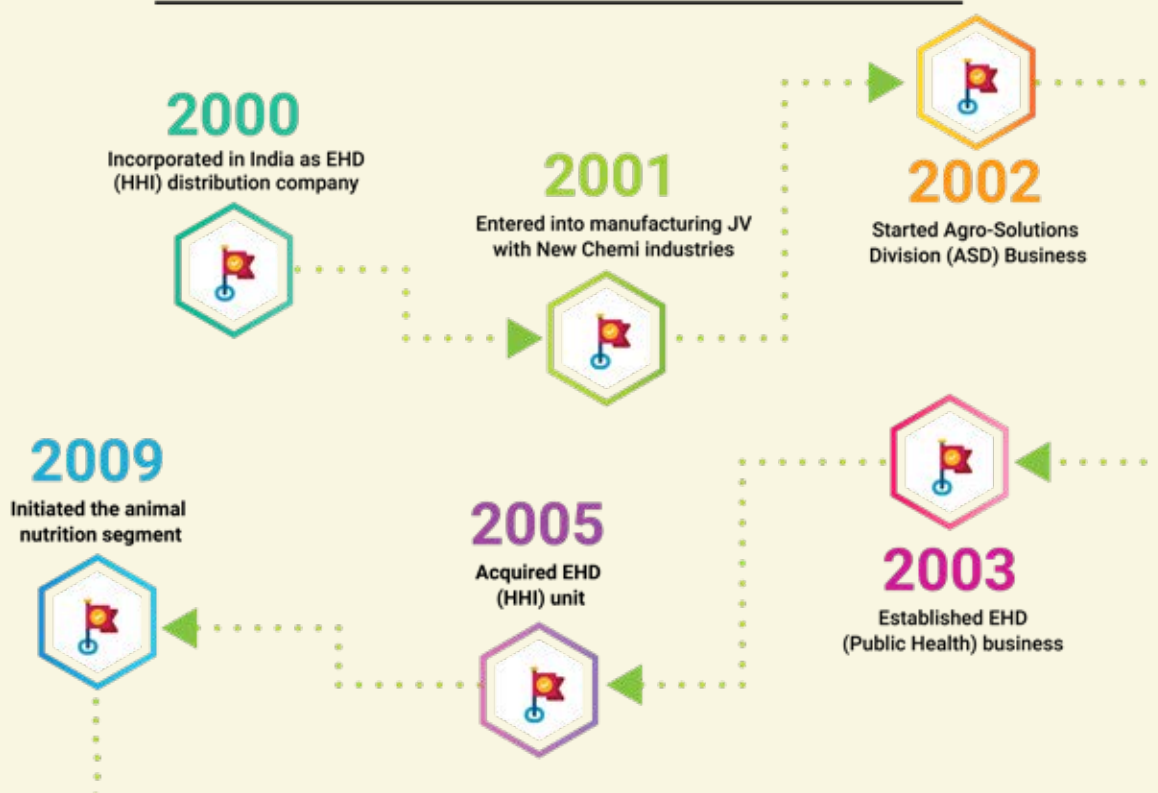 2000
Incorporated in India as EHD
(HHI) distribution company
2001
Entered into manufacturing JV
with New Chemi industries
2002
Started Agro-Solutions
Division (ASD) Business
2003
Established EHD
(Public Health) business
2005
Acquired EHD
(HHI) unit
2009
Initiated the animal
nutrition segment